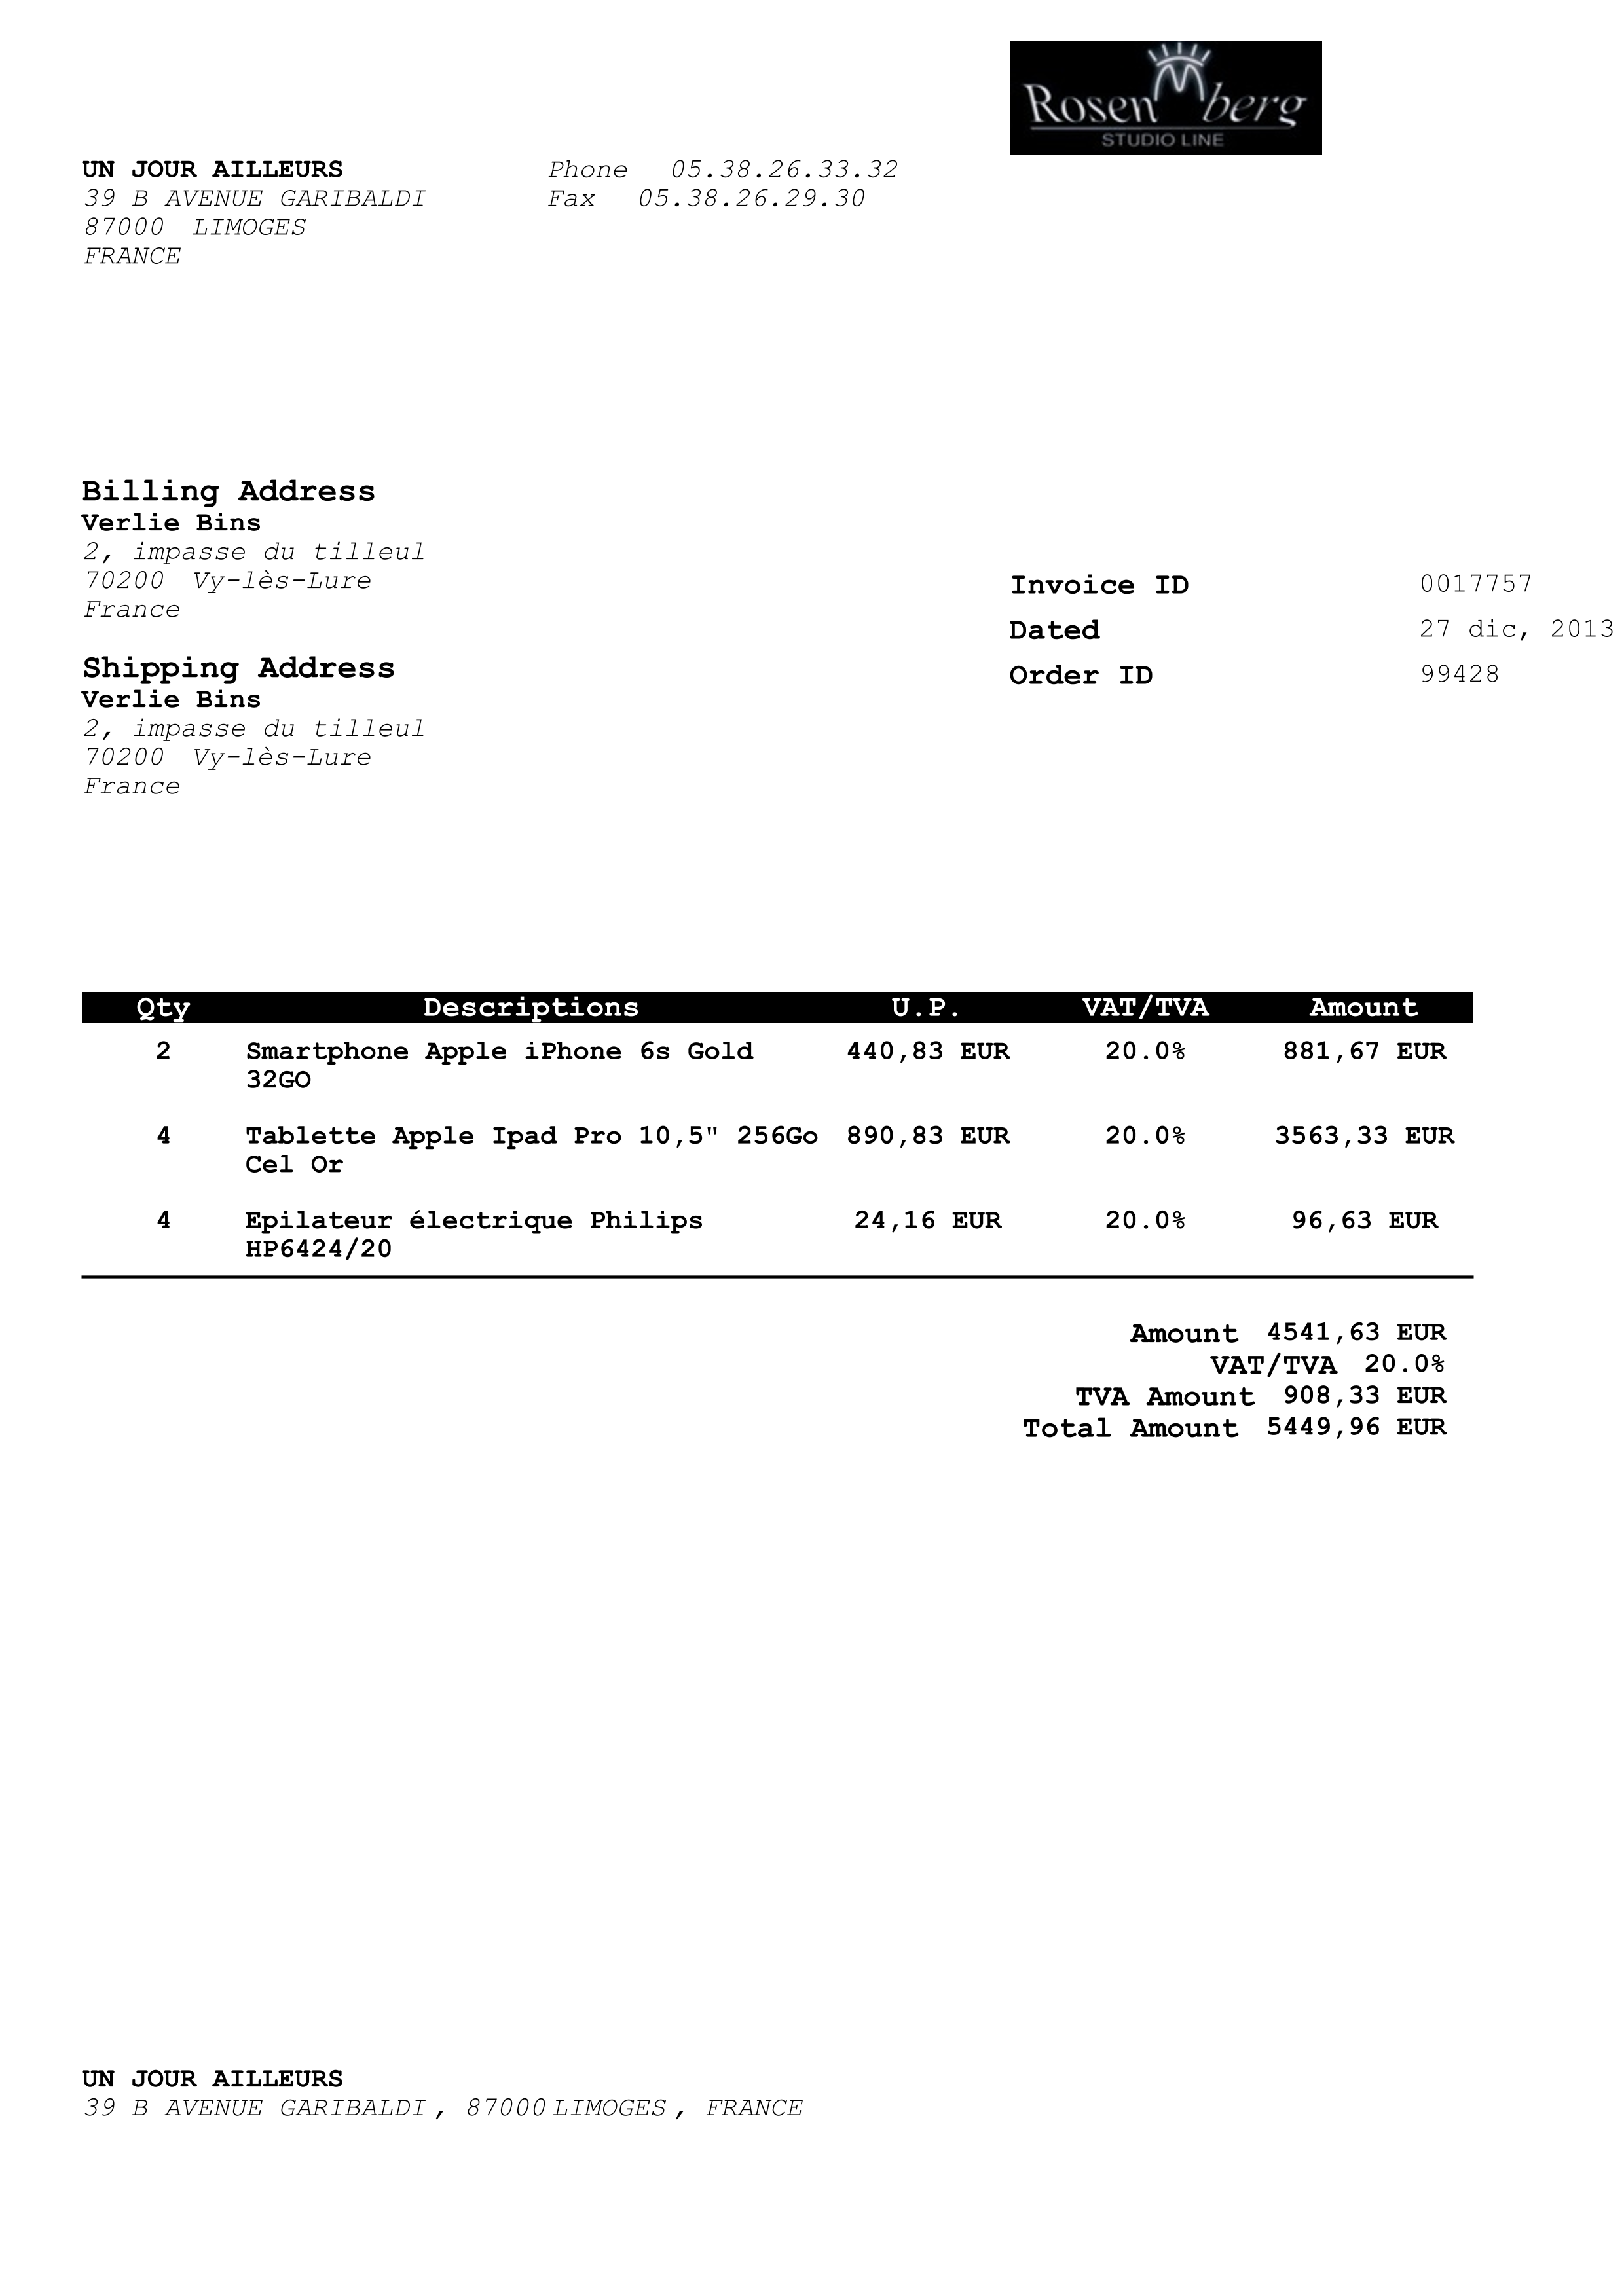 Rosen M berg
STUDIO LINE
UN JOUR AILLEURS
39 B AVENUE GARIBALDI
87000 LIMOGES
FRANCE
Phone 05.38.26.33.32
Fax 05.38.26.29.30
Billing Address
Verlie Bins
2, impasse du tilleul
70200 Vy-lès-Lure
France
Shipping Address
Verlie Bins
2, impasse du tilleul
70200 Vy-lès-Lure
France
Invoice ID 0017757
Dated 27 dic, 2013
Order ID 99428
Qty Descriptions U.P. VAT/TVA Amount
2 Smartphone Apple iPhone 6s Gold 440,83 EUR 20.0% 881,67 EUR
32GO
4 Tablette Apple Ipad Pro 10,5" 256Go 890,83 EUR 20.0% 3563,33 EUR
Cel Or
4 Epilateur électrique Philips 24,16 EUR 20.0% 96,63 EUR
HP6424/20
Amount 4541,63 EUR
VAT/TVA 20.0%
TVA Amount 908,33 EUR
Total Amount 5449,96 EUR
UN JOUR AILLEURS
39 B AVENUE GARIBALDI , 87000 LIMOGES , FRANCE